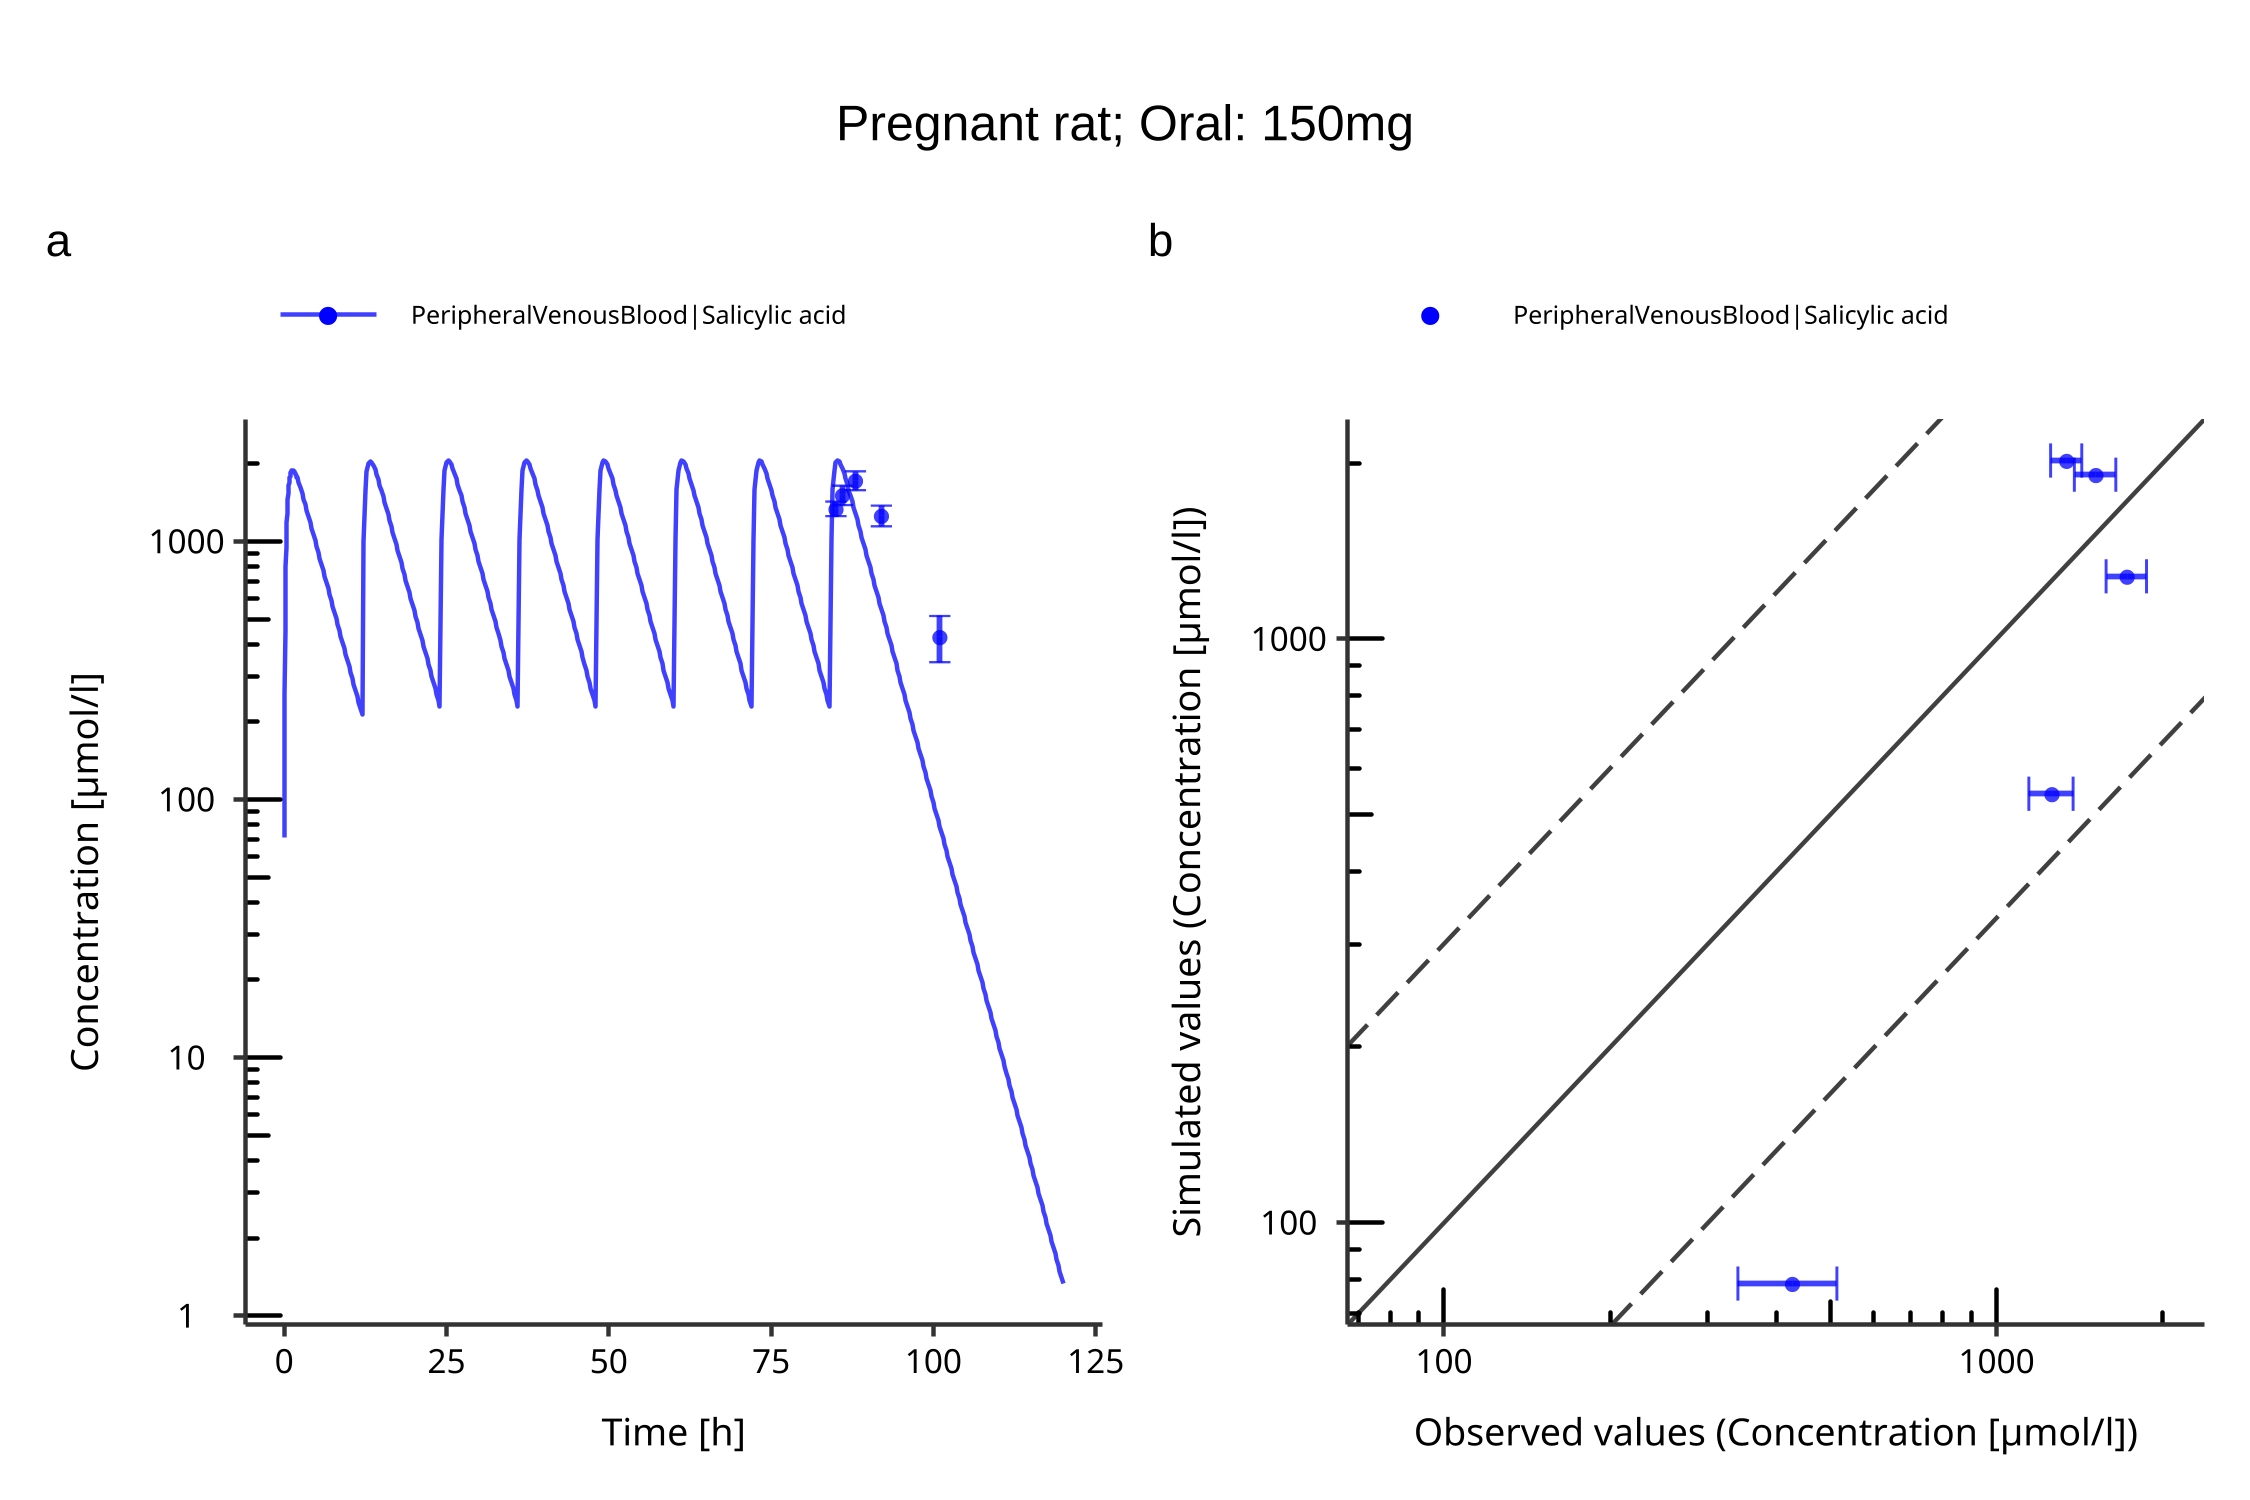 Pregnant rat; Oral: 150mg
a
PeripheralVenousBlood|Salicylic acid
Concentration [µmol/l]
1000
100
10
1
0 25 50 75 100 125
Time [h]
b
PeripheralVenousBlood|Salicylic acid
Simulated values (Concentration [µmol/l])
1000
100
100 1000
Observed values (Concentration [µmol/l])